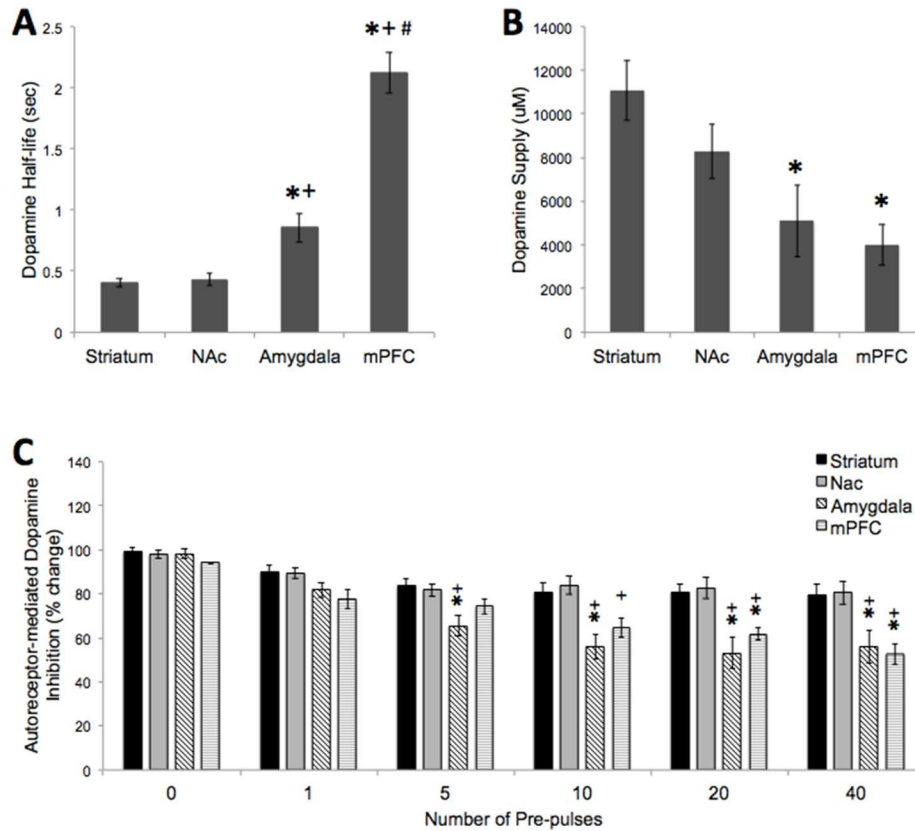 A
Dopamine Half-life (sec)
2.5
2
1.5
1
0.5
0
*+
*+ #
Striatum NAc Amygdala mPFC
B
Dopamine Supply (uM)
14000
12000
10000
8000
6000
4000
2000
0
*
*
Striatum NAc Amygdala mPFC
C
Autoreceptor-mediated Dopamine
Inhibition (% change)
140
120
100
80
60
40
20
0
Striatum
Nac
Amygdala
mPFC
*+
*+
+
*+
*+
*+
*+
0 1 5 10 20 40
Number of Pre-pulses